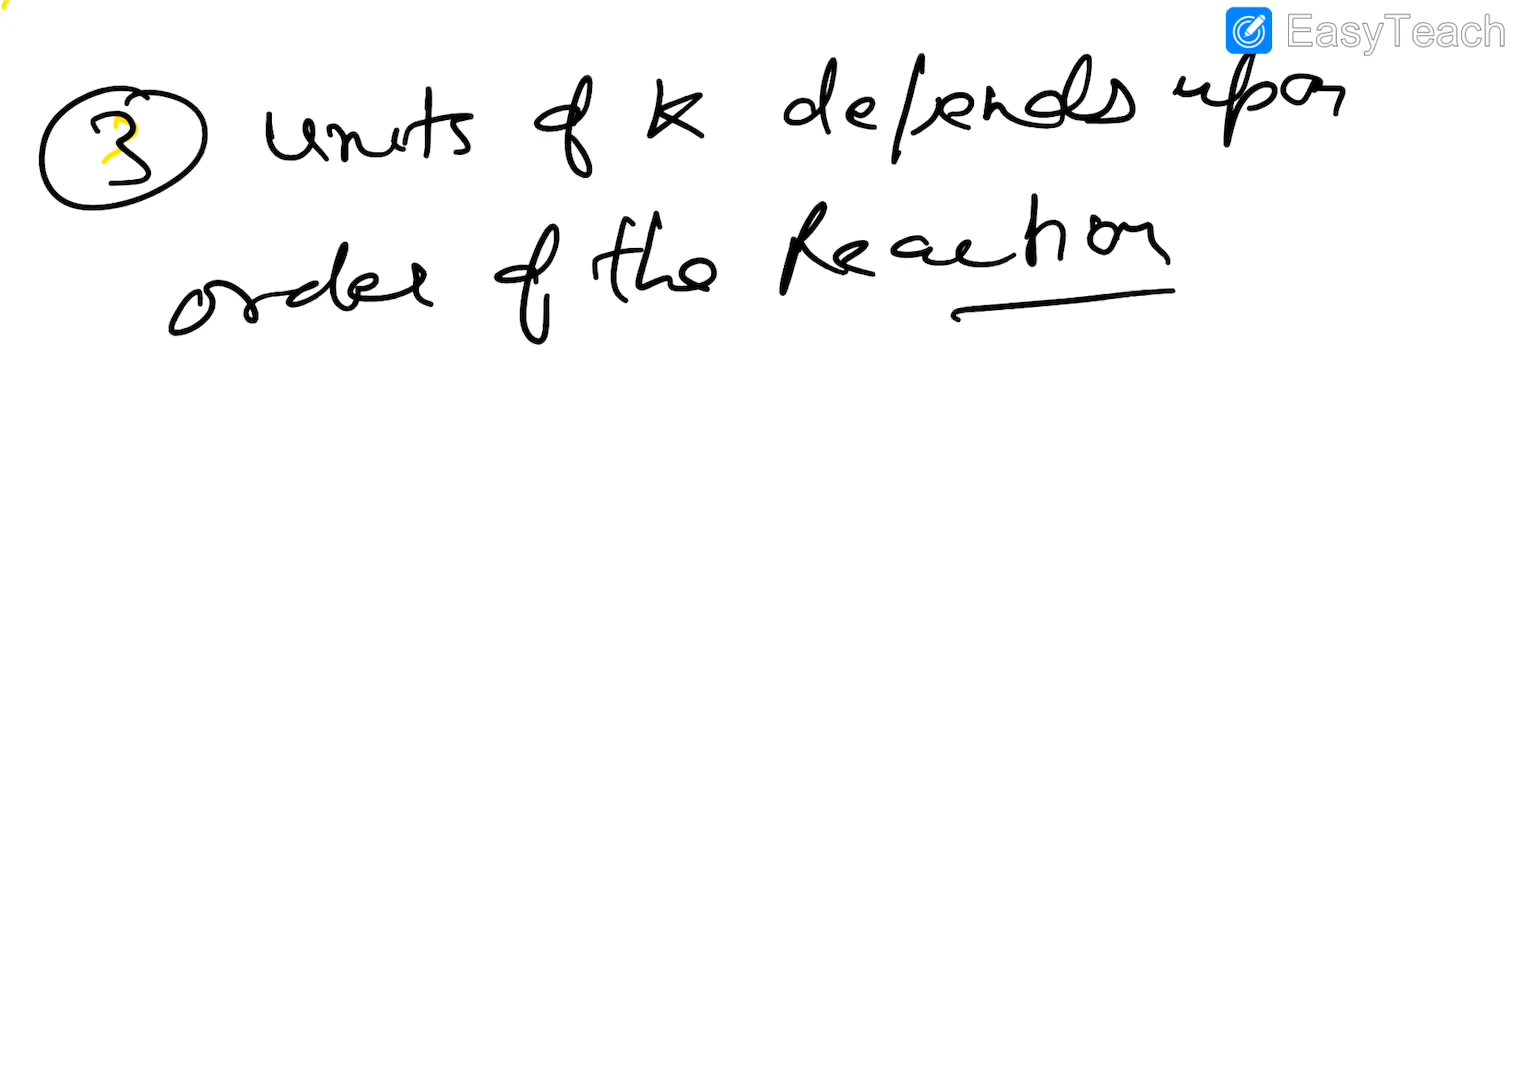 EasyTeach
3 units of K depends upon
order of the Reaction